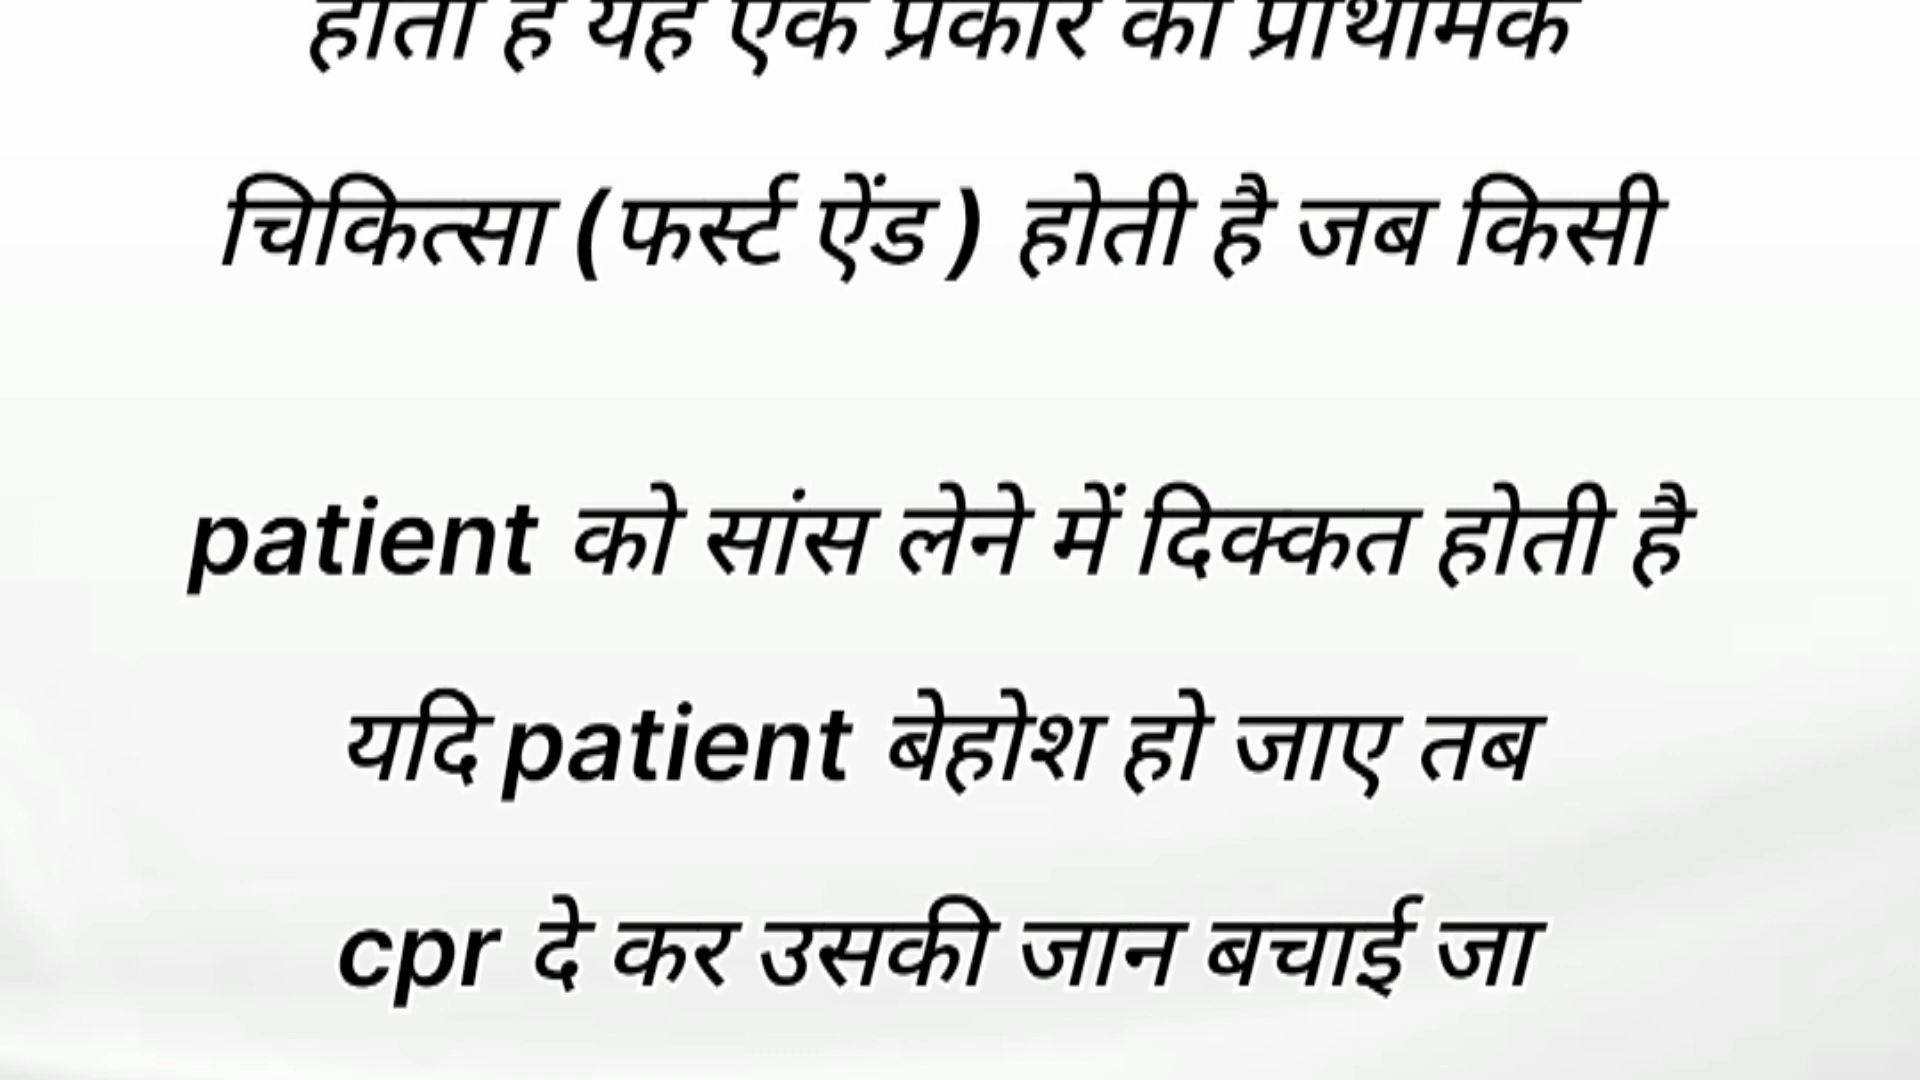 होता है यह एक प्रकार की प्राथमिक
चिकित्सा (फर्स्ट ऐंड ) होती है जब किसी
patient को सांस लेने में दिक्कत होती है
यदि patient बेहोश हो जाए तब
cpr दे कर उसकी जान बचाई जा